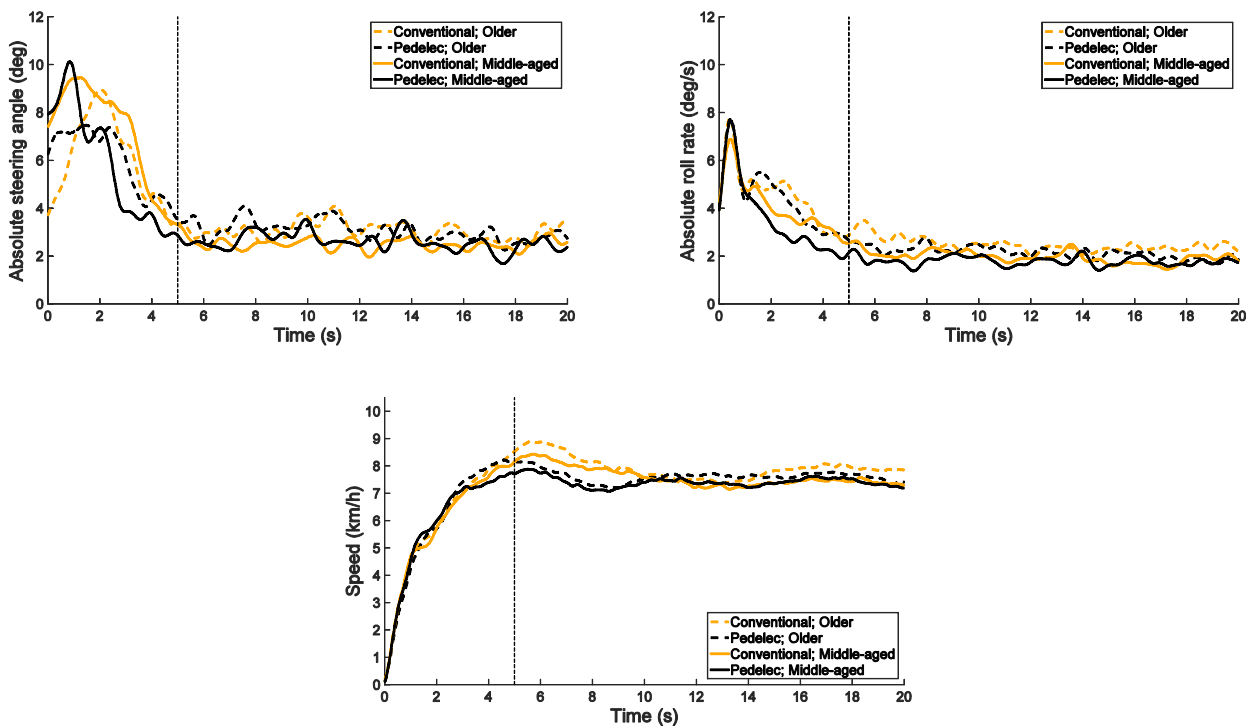 Absolute steering angle (deg)
12
10
8
6
4
2
0
0 2 4 6 8 10 12 14 16 18 20
Time (s)
Conventional; Older
Pedelec; Older
Conventional; Middle-aged
Pedelec; Middle-aged
Absolute roll rate (deg/s)
12
10
8
6
4
2
0
0 2 4 6 8 10 12 14 16 18 20
Time (s)
Conventional; Older
Pedelec; Older
Conventional; Middle-aged
Pedelec; Middle-aged
Speed (km/h)
10
9
8
7
6
5
4
3
2
1
0
0 2 4 6 8 10 12 14 16 18 20
Time (s)
Conventional; Older
Pedelec; Older
Conventional; Middle-aged
Pedelec; Middle-aged